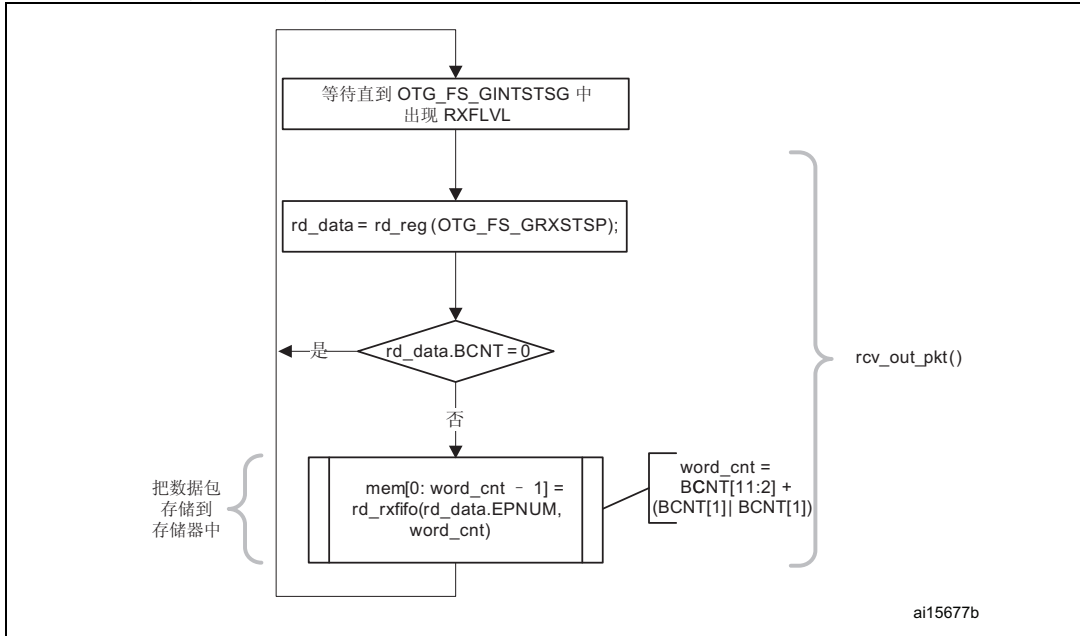 等待直到 OTG_FS_GINTSTSG 中
出现 RXFLVL
rd_data = rd_reg (OTG_FS_GRXSTSP);
rd_data.BCNT = 0
是
rcv_out_pkt()
否
把数据包
存储到
存储器中
mem[0: word_cnt – 1] =
rd_rxfifo(rd_data.EPNUM,
word_cnt)
word_cnt =
BCNT[11:2] +
(BCNT[1]| BCNT[1])
ai15677b